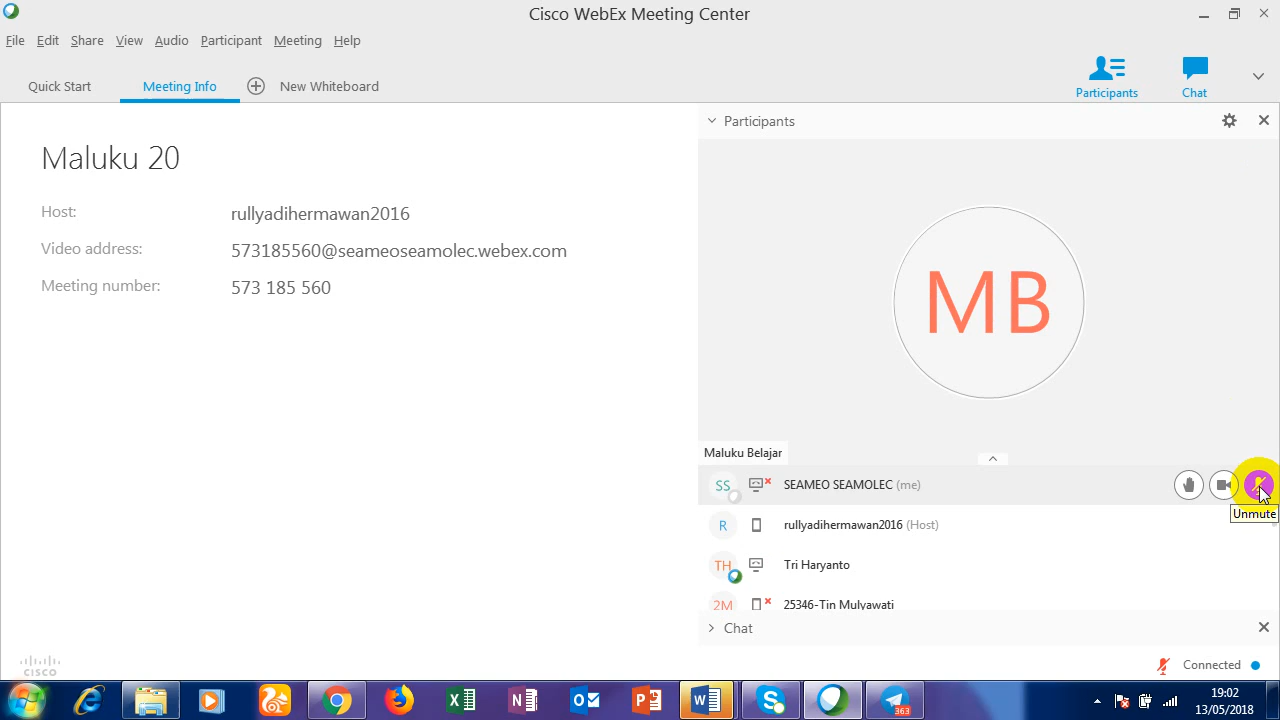 Cisco WebEx Meeting Center
File Edit Share View Audio Participant Meeting Help
Quick Start Meeting Info New Whiteboard
Participants Chat
Participants
Maluku 20
Host: rullyadihermawan2016
Video address: 573185560@seameoseamolec.webex.com
Meeting number: 573 185 560
MB
Maluku Belajar
SS SEAMEO SEAMOLEC (me)
Unmute
R rullyadihermawan2016 (Host)
TH Tri Haryanto
2M 25346-Tin Mulyawati
Chat
CISCO
Connected
363
19:02
13/05/2018